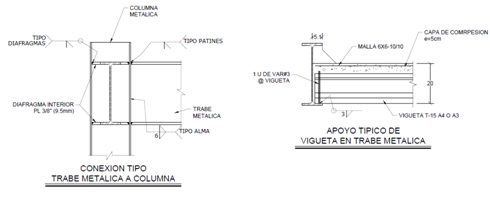 COLUMNA
METALICA
TIPO
DIAFRAGMAS
TIPO PATINES
DIAFRAGMA INTERIOR
PL 3/8" (9.5mm)
TRABE
METALICA
6
TIPO ALMA
CONEXION TIPO
TRABE METALICA A COLUMNA
5.5
CAPA DE COMRPESION
e=5cm
MALLA 6X6-10/10
1 U DE VAR#3
@ VIGUETA
20
3
VIGUETA T-15 A4 O A3
APOYO TIPICO DE
VIGUETA EN TRABE METALICA